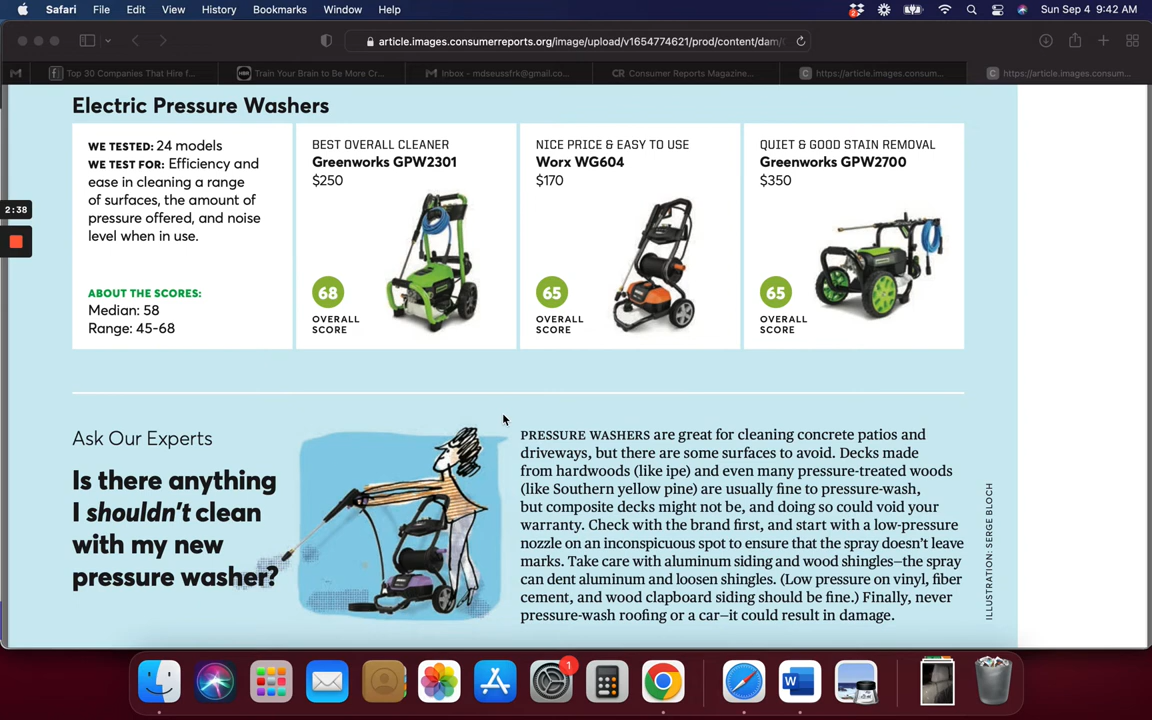 Safari File Edit View History Bookmarks Window Help Sun Sep 4 9:42 AM
article.images.consumerreports.org/image/upload/v1654774621/prod/content/dam/
Top 30 Companies That Hire f... HBR Train Your Brain to Be More Cr... Inbox - mdseussfrk@gmail.co... CR Consumer Reports Magazine... C https://article.images.consum... C https://article.images.consum...
Electric Pressure Washers
WE TESTED: 24 models
WE TEST FOR: Efficiency and
ease in cleaning a range
of surfaces, the amount of
pressure offered, and noise
level when in use.
ABOUT THE SCORES:
Median: 58
Range: 45-68
BEST OVERALL CLEANER
Greenworks GPW2301
$250
68
OVERALL
SCORE
NICE PRICE & EASY TO USE
Worx WG604
$170
65
OVERALL
SCORE
QUIET & GOOD STAIN REMOVAL
Greenworks GPW2700
$350
65
OVERALL
SCORE
2:38
Ask Our Experts
Is there anything
I shouldn't clean
with my new
pressure washer?
PRESSURE WASHERS are great for cleaning concrete patios and
driveways, but there are some surfaces to avoid. Decks made
from hardwoods (like ipe) and even many pressure-treated woods
(like Southern yellow pine) are usually fine to pressure-wash,
but composite decks might not be, and doing so could void your
warranty. Check with the brand first, and start with a low-pressure
nozzle on an inconspicuous spot to ensure that the spray doesn't leave
marks. Take care with aluminum siding and wood shingles—the spray
can dent aluminum and loosen shingles. (Low pressure on vinyl, fiber
cement, and wood clapboard siding should be fine.) Finally, never
pressure-wash roofing or a car—it could result in damage.
ILLUSTRATION: SERGE BLOCH
1